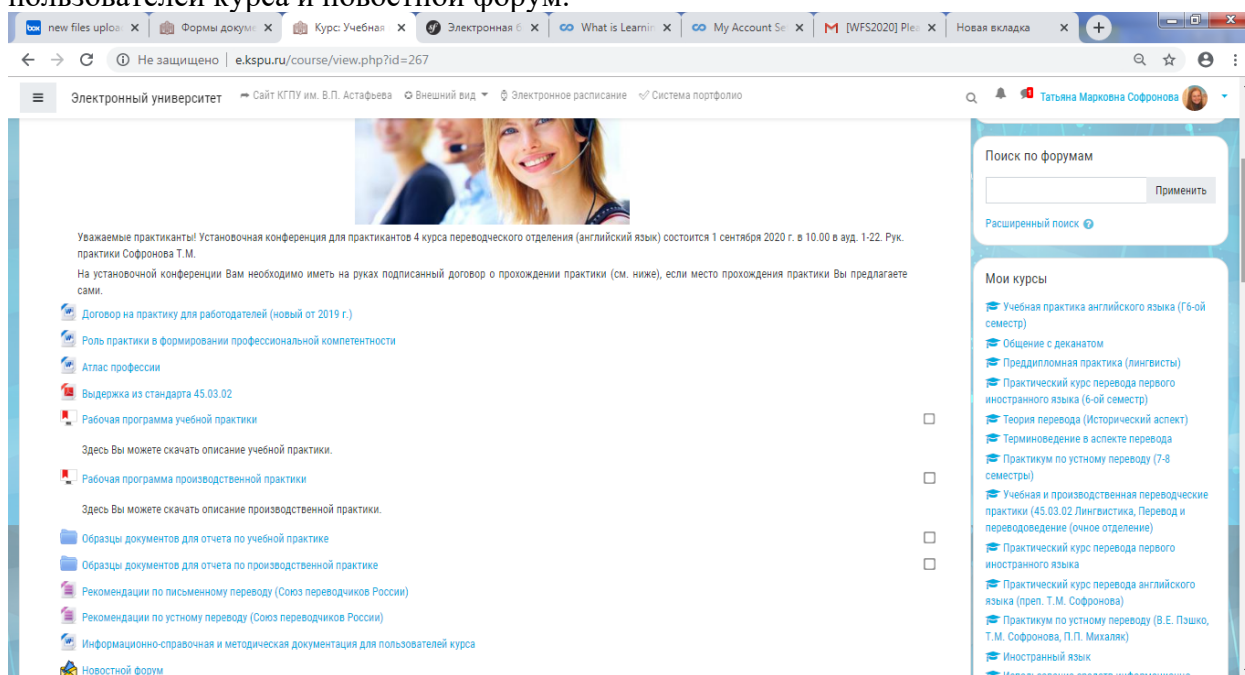 пользователей курса и новостной форум.
box new files uploa
Формы докуме
Курс: Учебная
Электронная б
What is Learnin
My Account Se
[WFS2020] Plea
Новая вкладка
Не защищено | e.kspu.ru/course/view.php?id=267
Электронный университет
Сайт КГПУ им. В.П. Астафьева
Внешний вид
Электронное расписание
Система портфолио
Татьяна Марковна Софронова
Уважаемые практиканты! Установочная конференция для практикантов 4 курса переводческого отделения (английский язык) состоится 1 сентября 2020 г. в 10.00 в ауд. 1-22. Рук.
практики Софронова Т.М.
На установочной конференции Вам необходимо иметь на руках подписанный договор о прохождении практики (см. ниже), если место прохождения практики Вы предлагаете
сами.
Договор на практику для работодателей (новый от 2019 г.)
Роль практики в формировании профессиональной компетентности
Атлас профессии
Выдержка из стандарта 45.03.02
Рабочая программа учебной практики
Здесь Вы можете скачать описание учебной практики.
Рабочая программа производственной практики
Здесь Вы можете скачать описание производственной практики.
Образцы документов для отчета по учебной практике
Образцы документов для отчета по производственной практике
Рекомендации по письменному переводу (Союз переводчиков России)
Рекомендации по устному переводу (Союз переводчиков России)
Информационно-справочная и методическая документация для пользователей курса
Новостной форум
Поиск по форумам
Применить
Расширенный поиск
Мои курсы
Учебная практика английского языка (Г6-ой
семестр)
Общение с деканатом
Преддипломная практика (лингвисты)
Практический курс перевода первого
иностранного языка (6-ой семестр)
Теория перевода (Исторический аспект)
Терминоведение в аспекте перевода
Практикум по устному переводу (7-8
семестры)
Учебная и производственная переводческие
практики (45.03.02 Лингвистика, Перевод и
переводоведение (очное отделение)
Практический курс перевода первого
иностранного языка
Практический курс перевода английского
языка (преп. Т.М. Софронова)
Практикум по устному переводу (В.Е. Пэшко,
Т.М. Софронова, П.П. Михаляк)
Иностранный язык